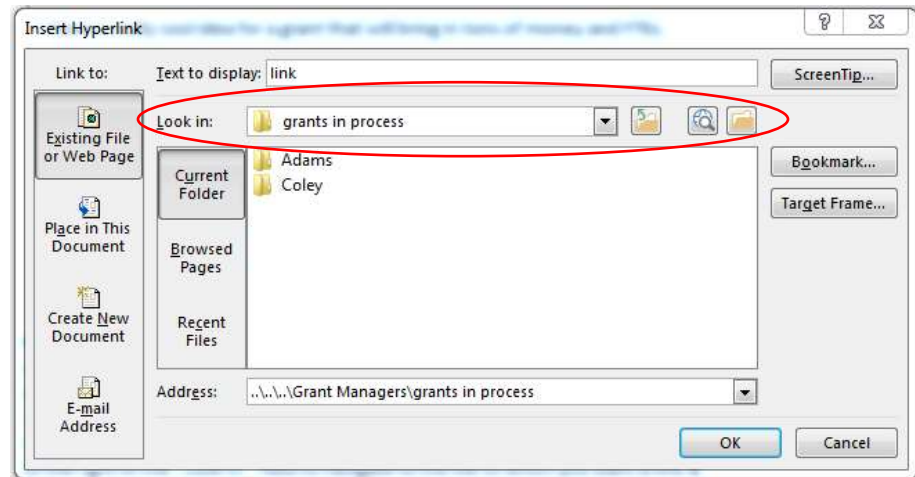 Insert Hyperlink
Link to:
Text to display: link
ScreenTip...
Existing File
or Web Page
Look in: grants in process
Current
Folder
Adams
Coley
Bookmark...
Target Frame...
Place in This
Document
Browsed
Pages
Create New
Document
Recent
Files
E-mail
Address
Address: ..\..\..\Grant Managers\grants in process
OK
Cancel